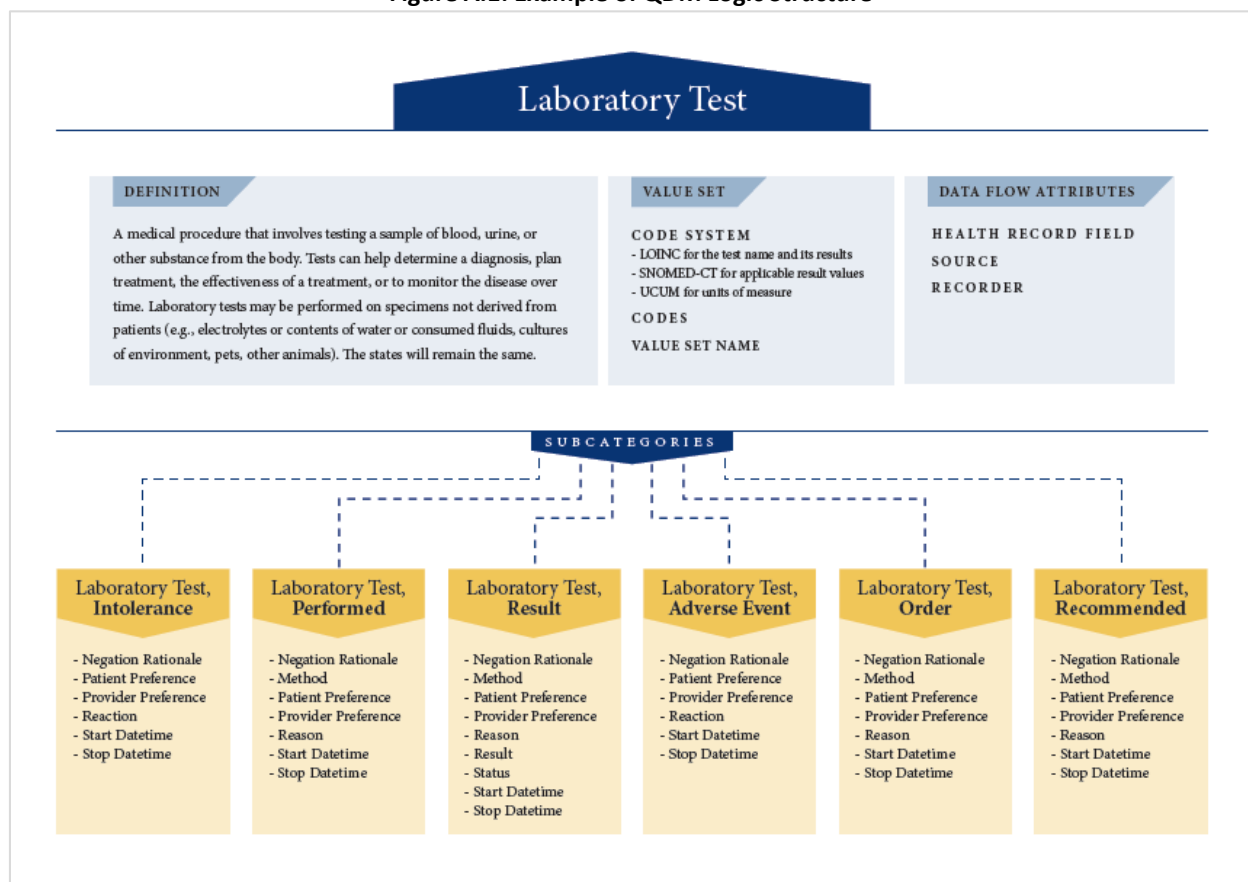 Laboratory Test
DEFINITION
A medical procedure that involves testing a sample of blood, urine, or
other substance from the body. Tests can help determine a diagnosis, plan
treatment, the effectiveness of a treatment, or to monitor the disease over
time. Laboratory tests may be performed on specimens not derived from
patients (e.g., electrolytes or contents of water or consumed fluids, cultures
of environment, pets, other animals). The states will remain the same.
VALUE SET
CODE SYSTEM
- LOINC for the test name and its results
- SNOMED-CT for applicable result values
- UCUM for units of measure
CODES
VALUE SET NAME
DATA FLOW ATTRIBUTES
HEALTH RECORD FIELD
SOURCE
RECORDER
SUBCATEGORIES
Laboratory Test,
Intolerance
- Negation Rationale
- Patient Preference
- Provider Preference
- Reaction
- Start Datetime
- Stop Datetime
Laboratory Test,
Performed
- Negation Rationale
- Method
- Patient Preference
- Provider Preference
- Reason
- Start Datetime
- Stop Datetime
Laboratory Test,
Result
- Negation Rationale
- Method
- Patient Preference
- Provider Preference
- Reason
- Result
- Status
- Start Datetime
- Stop Datetime
Laboratory Test,
Adverse Event
- Negation Rationale
- Patient Preference
- Provider Preference
- Reaction
- Start Datetime
- Stop Datetime
Laboratory Test,
Order
- Negation Rationale
- Method
- Patient Preference
- Provider Preference
- Reason
- Start Datetime
- Stop Datetime
Laboratory Test,
Recommended
- Negation Rationale
- Method
- Patient Preference
- Provider Preference
- Reason
- Start Datetime
- Stop Datetime